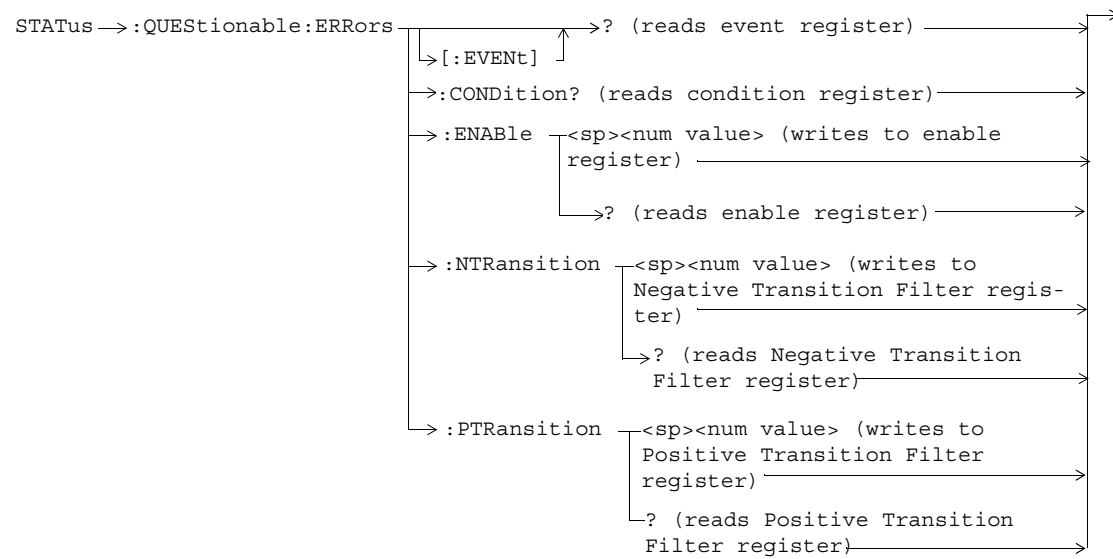 STATus :QUEStionable:ERRors ? (reads event register)
[:EVENt]
:CONDition? (reads condition register)
:ENABle <sp><num value> (writes to enable
register)
? (reads enable register)
:NTRansition <sp><num value> (writes to
Negative Transition Filter regis-
ter)
? (reads Negative Transition
Filter register)
:PTRansition <sp><num value> (writes to
Positive Transition Filter
register)
? (reads Positive Transition
Filter register)